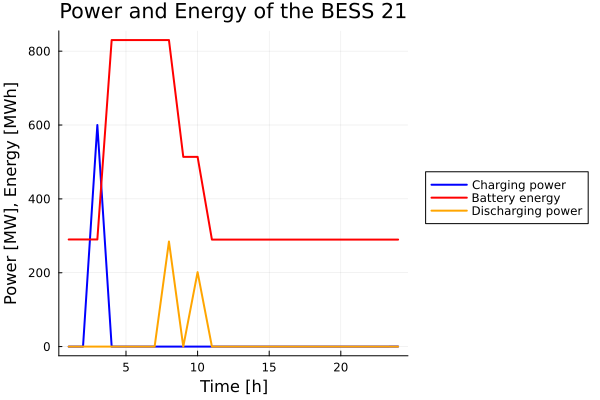 Power and Energy of the BESS 21
Power [MW], Energy [MWh]
800
600
400
200
0
5
10
15
20
Time [h]
Charging power
Battery energy
Discharging power